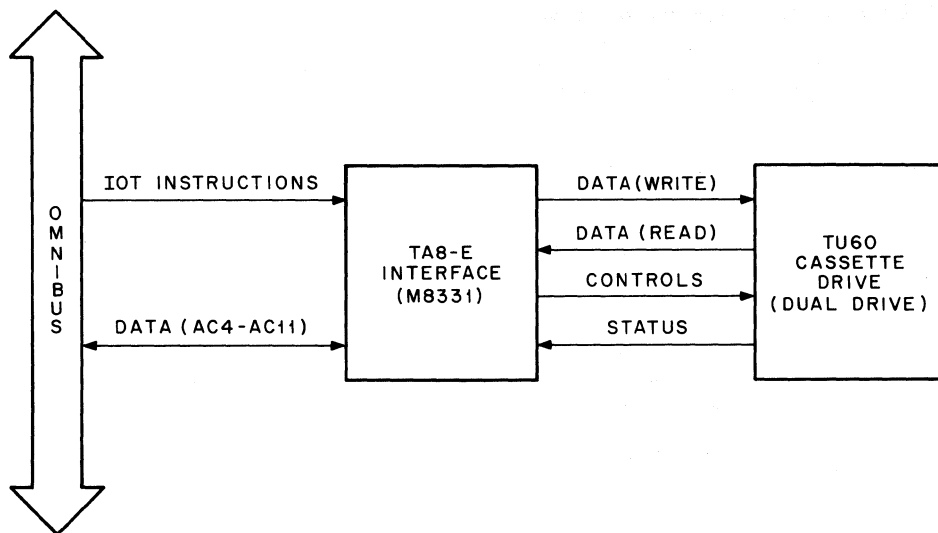 OMNIBUS
IOT INSTRUCTIONS
DATA (AC4-AC11)
TA8-E
INTERFACE
(M8331)
DATA (WRITE)
DATA (READ)
CONTROLS
STATUS
TU60
CASSETTE
DRIVE
(DUAL DRIVE)